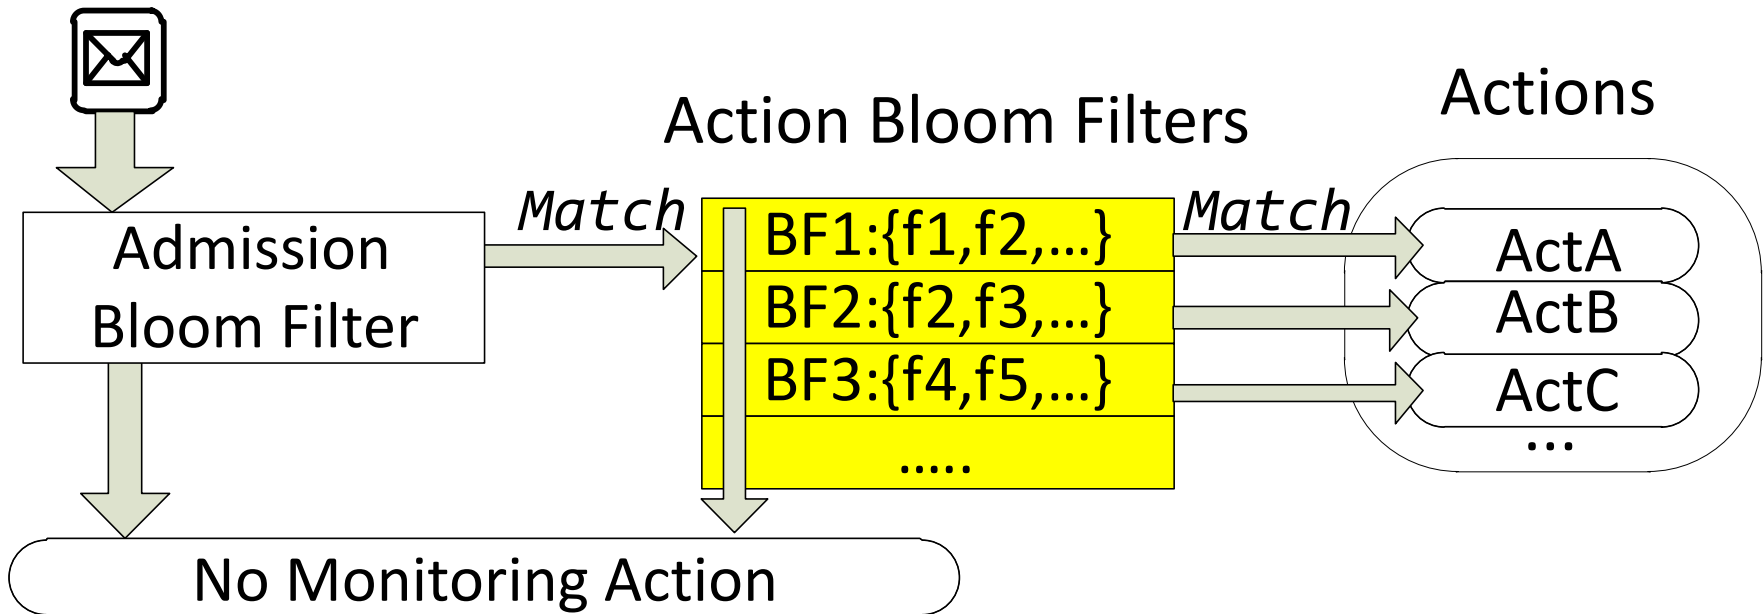 Actions
Action Bloom Filters
Match
Match
Admission
Bloom Filter
BF1:{f1,f2,...}
BF2:{f2,f3,...}
BF3:{f4,f5,...}
.....
ActA
ActB
ActC
...
No Monitoring Action